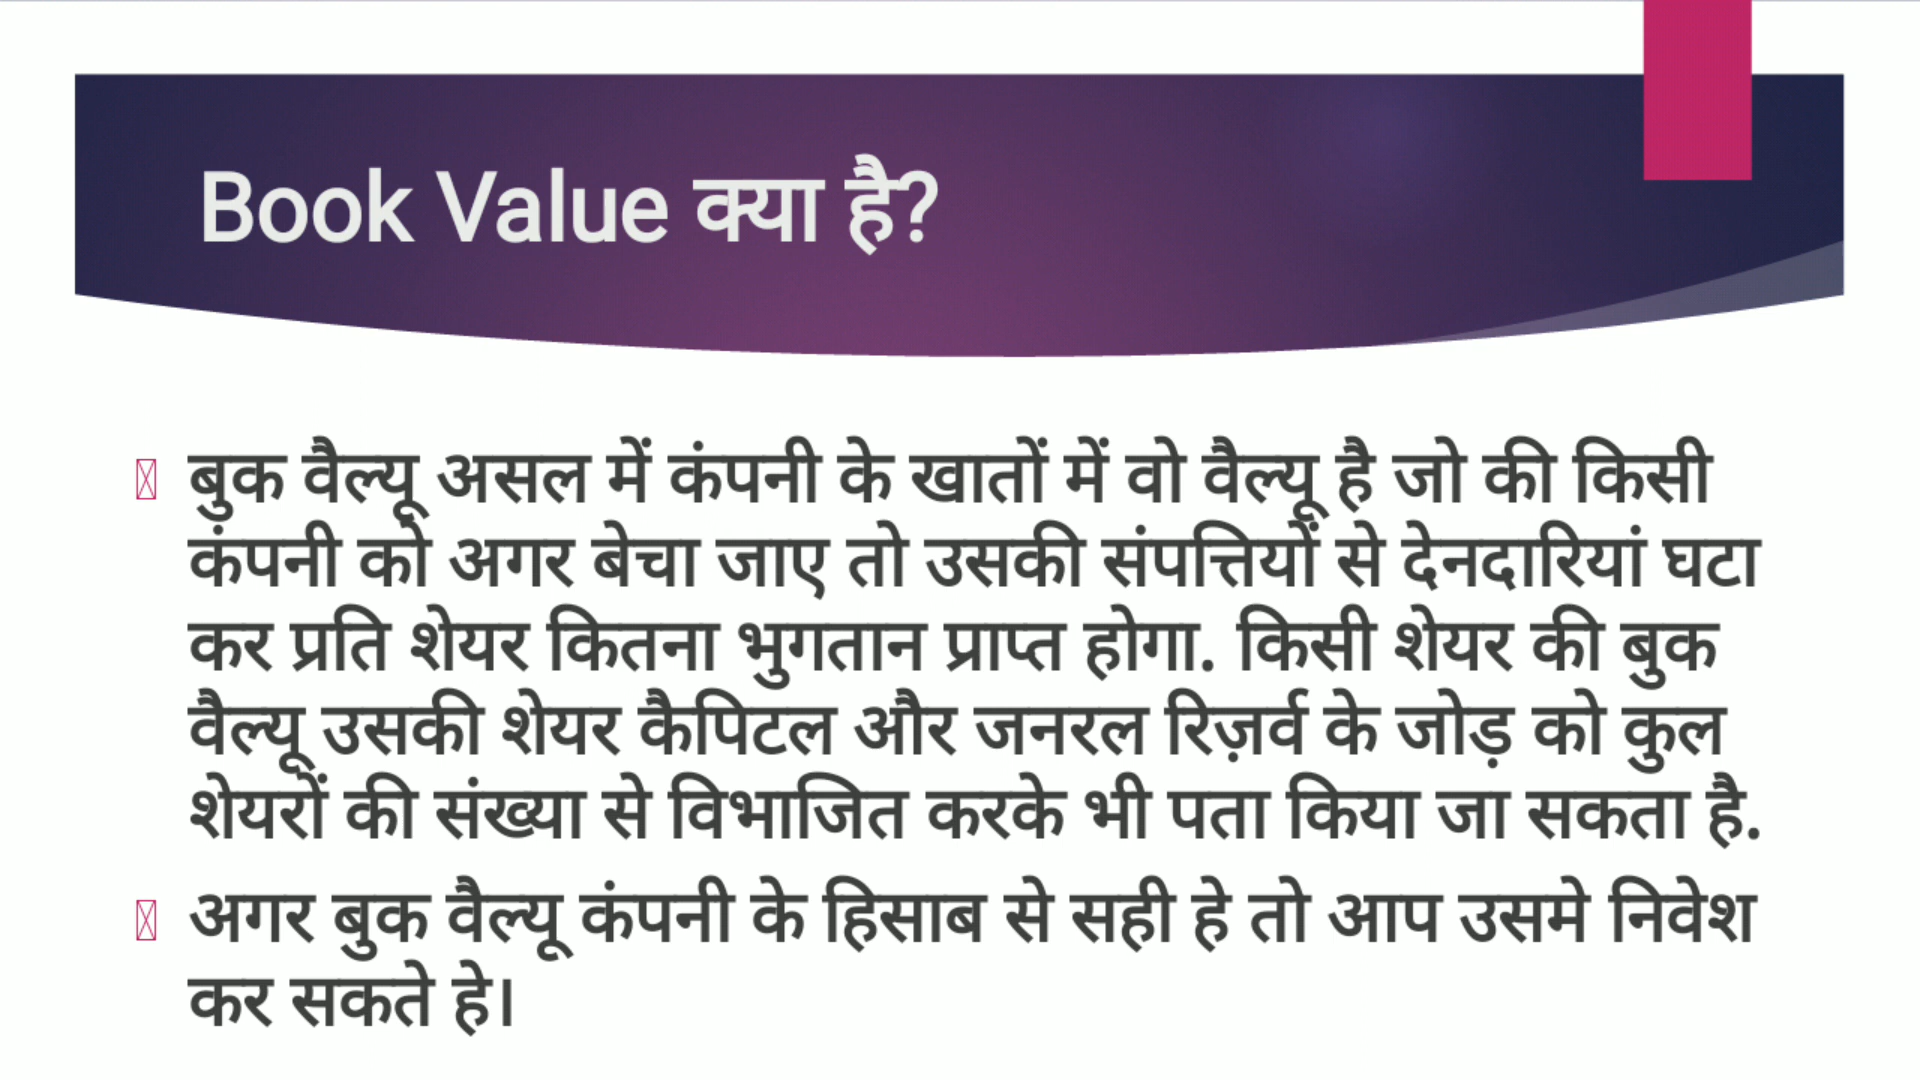 Book Value क्या है?
बुक वैल्यू असल में कंपनी के खातों में वो वैल्यू है जो की किसी
कंपनी को अगर बेचा जाए तो उसकी संपत्तियों से देनदारियां घटा
कर प्रति शेयर कितना भुगतान प्राप्त होगा. किसी शेयर की बुक
वैल्यू उसकी शेयर कैपिटल और जनरल रिज़र्व के जोड़ को कुल
शेयरों की संख्या से विभाजित करके भी पता किया जा सकता है.
अगर बुक वैल्यू कंपनी के हिसाब से सही हे तो आप उसमे निवेश
कर सकते हे।